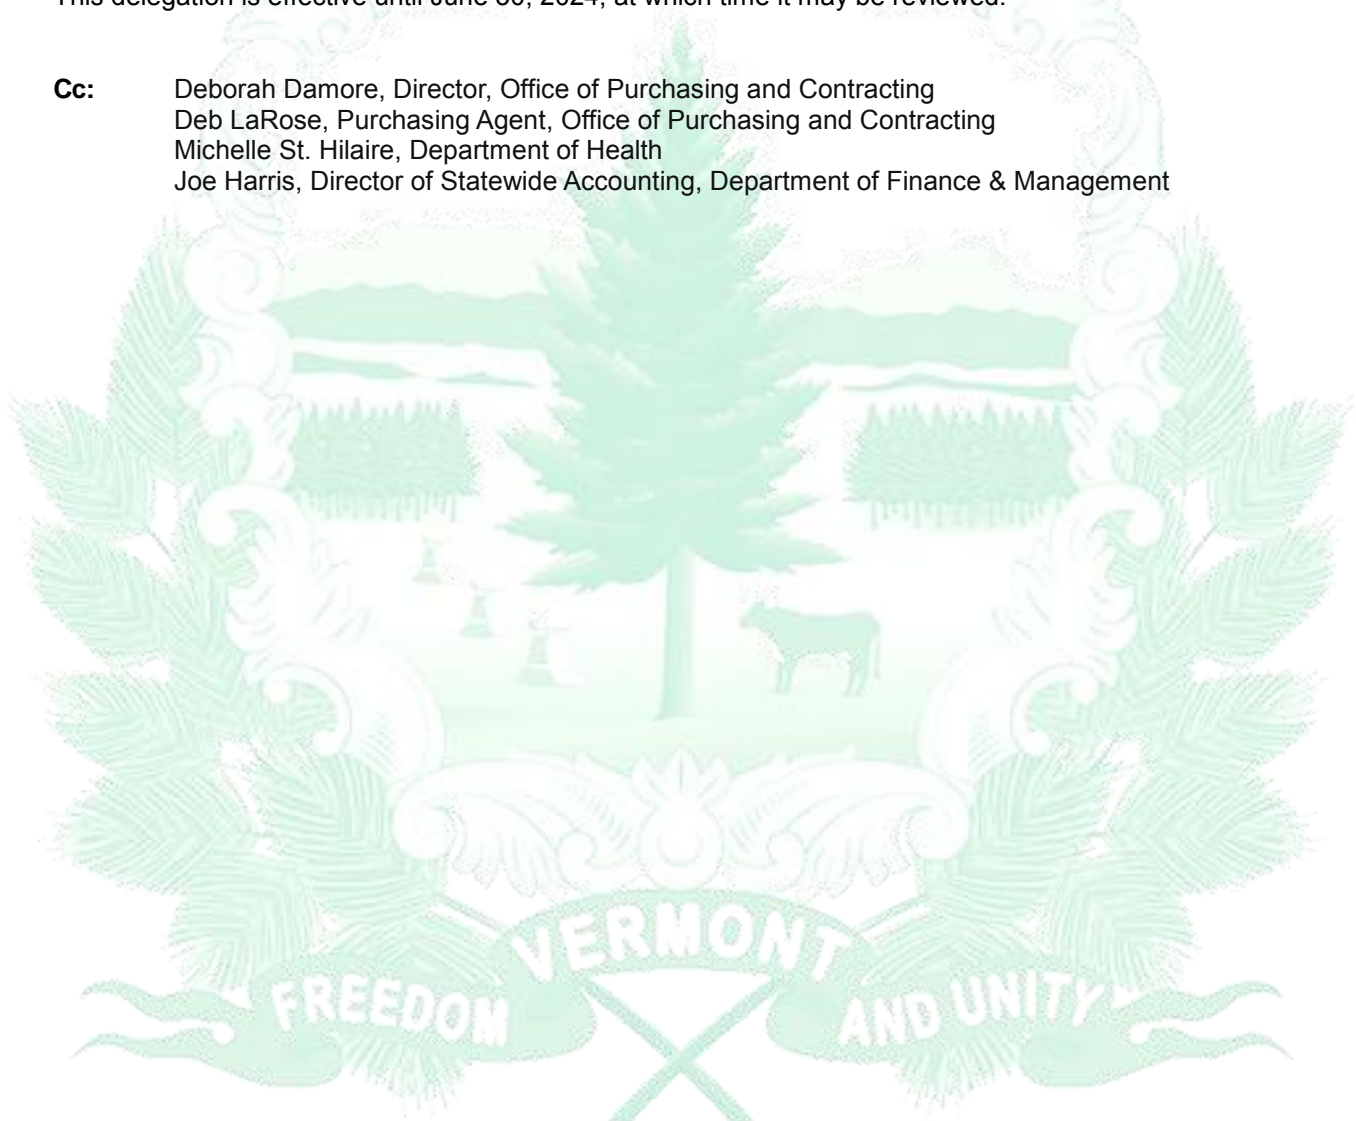 This delegation is effective until June 30, 2024, at which time it may be reviewed.
Cc: Deborah Damore, Director, Office of Purchasing and Contracting
Deb LaRose, Purchasing Agent, Office of Purchasing and Contracting
Michelle St. Hilaire, Department of Health
Joe Harris, Director of Statewide Accounting, Department of Finance & Management
VERMONT
FREEDOM AND UNITY